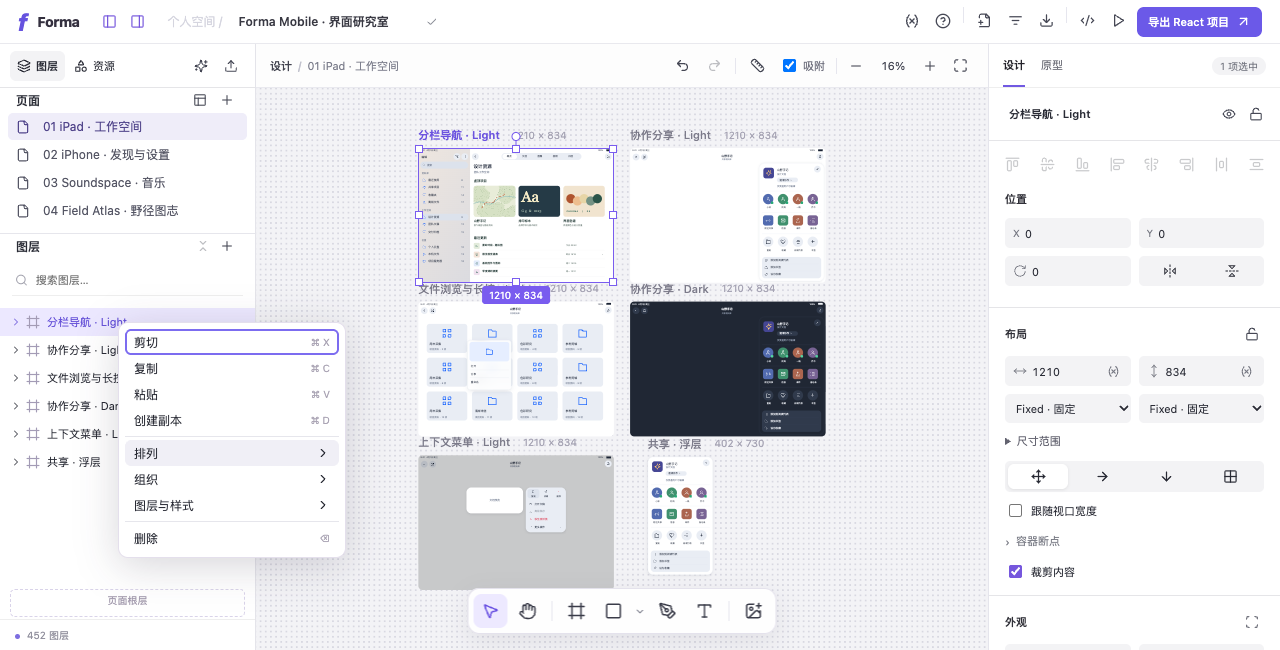 Forma
个人空间 /
Forma Mobile · 界面研究室
导出 React 项目
图层
资源
页面
01 iPad · 工作空间
02 iPhone · 发现与设置
03 Soundspace · 音乐
04 Field Atlas · 野径图志
图层
搜索图层...
分栏导航 · Light
协作分享 · Ligh
文件浏览与长按
协作分享 · Dar
上下文菜单 · L
共享 · 浮层
剪切 ⌘ X
复制 ⌘ C
粘贴 ⌘ V
创建副本 ⌘ D
排列
组织
图层与样式
删除
页面根层
452 图层
设计 / 01 iPad · 工作空间
吸附
16%
分栏导航 · Light 1210 × 834
协作分享 · Light 1210 × 834
设计资源
Aa
1210 × 834
文件浏览与长按 1210 × 834
协作分享 · Dark 1210 × 834
上下文菜单 · Light 1210 × 834
共享 · 浮层 402 × 730
设计
原型
1 项选中
分栏导航 · Light
位置
X 0
Y 0
0
布局
1210 (x)
834 (x)
Fixed · 固定
Fixed · 固定
尺寸范围
跟随视口宽度
容器断点
裁剪内容
外观